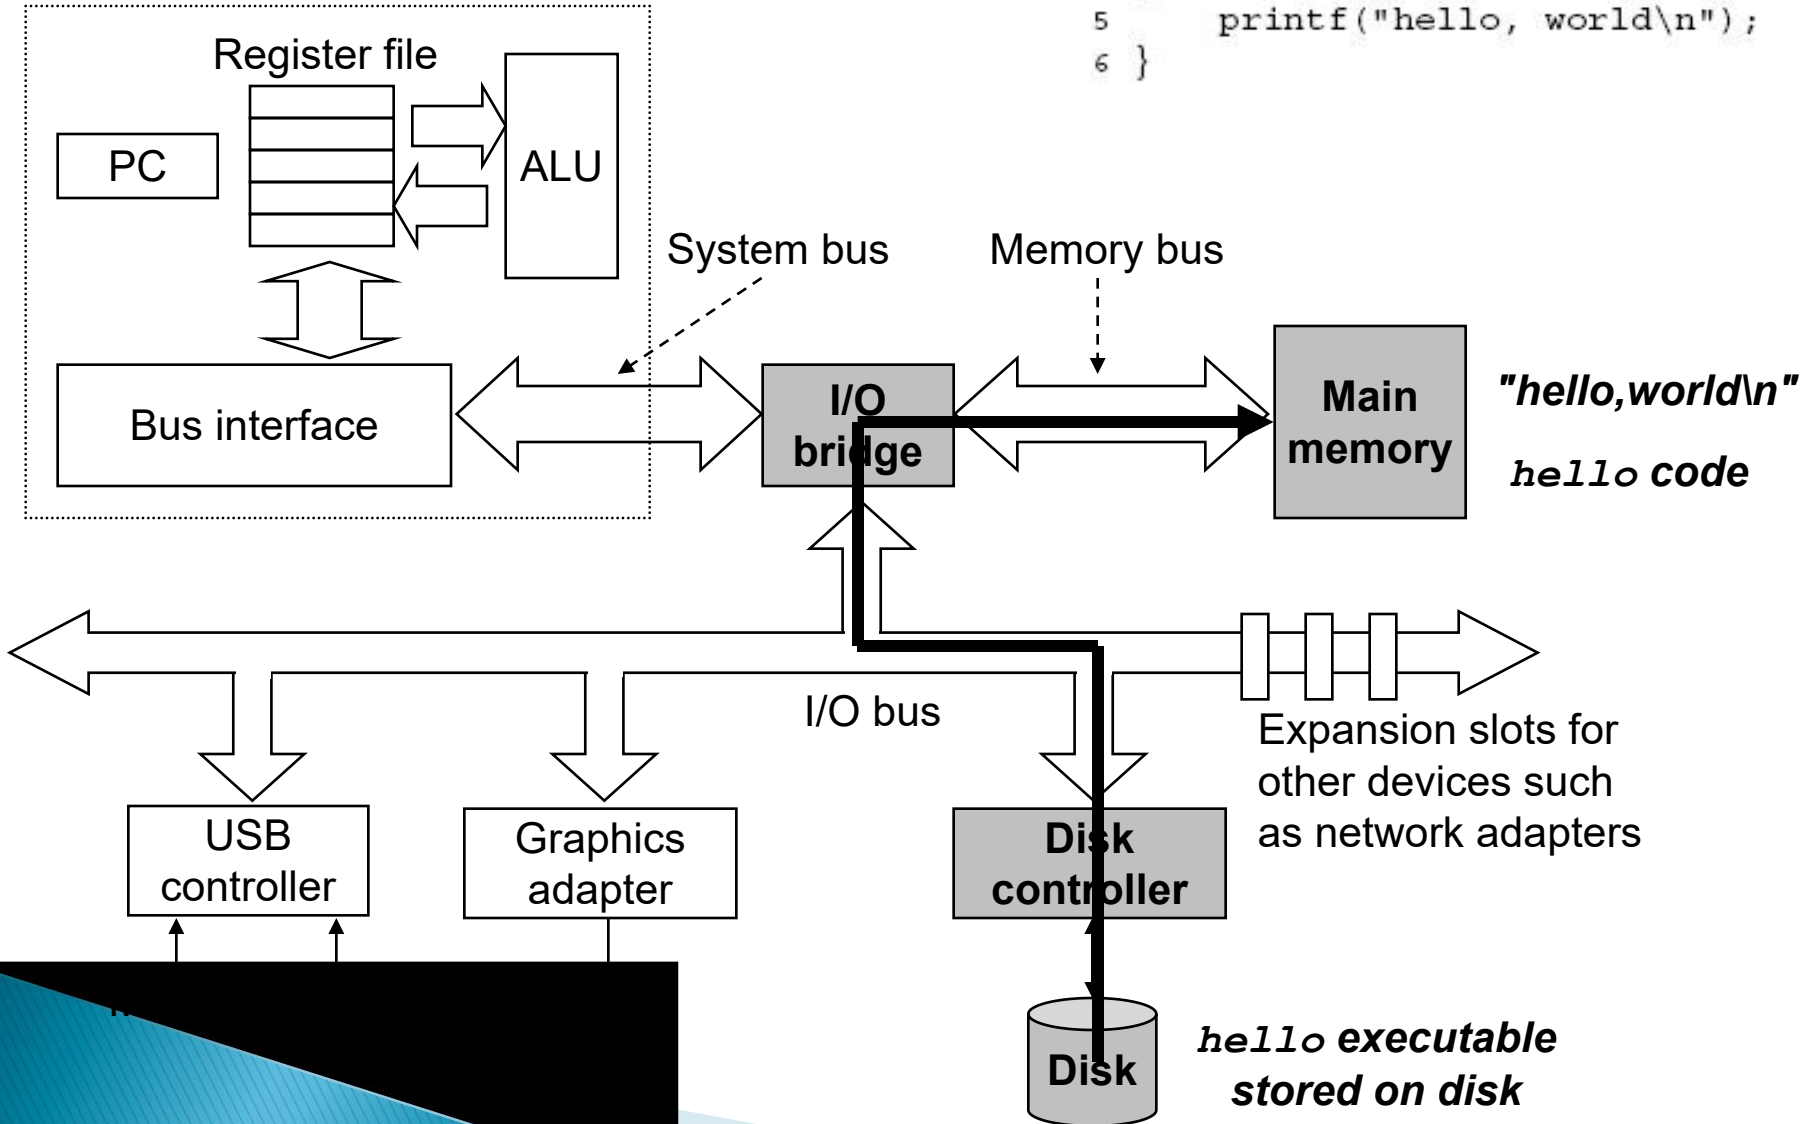 5 printf("hello, world\n");
6 }
Register file
PC
ALU
System bus
Memory bus
Bus interface
I/O
bridge
Main
memory
"hello,world\n"
hello code
I/O bus
Expansion slots for
other devices such
as network adapters
USB
controller
Graphics
adapter
Disk
controller
Disk
hello executable
stored on disk